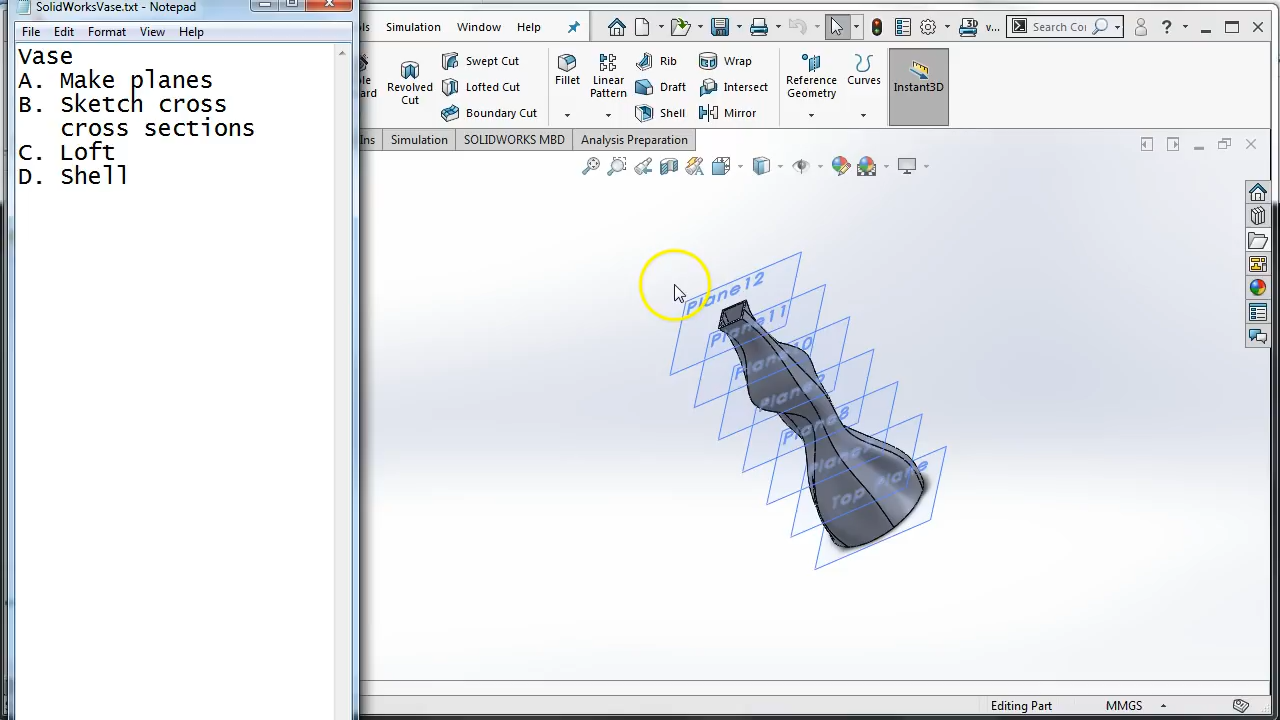 SolidWorksVase.txt - Notepad
File Edit Format View Help
Vase
A. Make planes
B. Sketch cross
cross sections
C. Loft
D. Shell
Simulation Window Help
v...
Search Co
?
Revolved
Cut
Swept Cut
Lofted Cut
Boundary Cut
Fillet
Linear
Pattern
Rib
Draft
Shell
Wrap
Intersect
Mirror
Reference
Geometry
Curves
Instant3D
Ins
Simulation
SOLIDWORKS MBD
Analysis Preparation
Plane12
Plane11
Plane8
Top Plane
Editing Part
MMGS